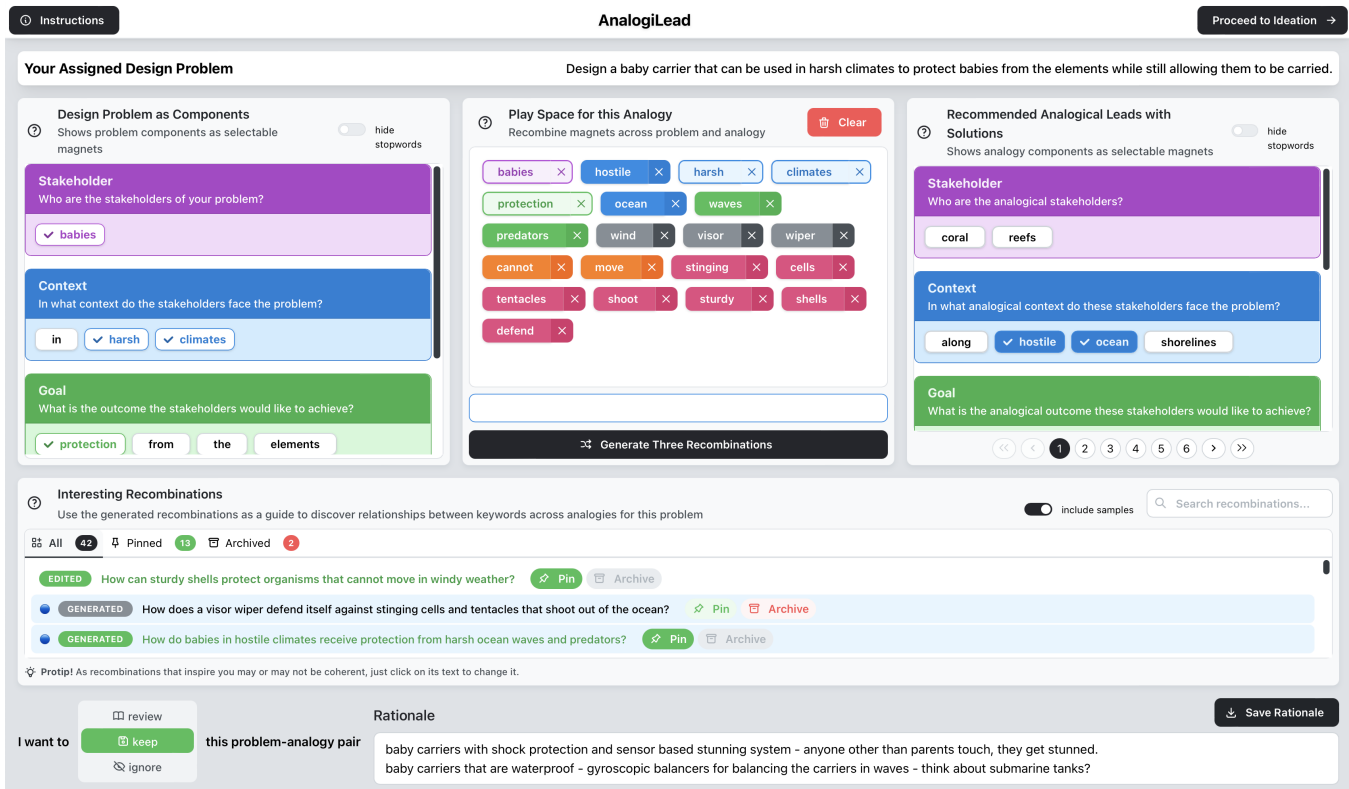 Instructions
AnalogiLead
Proceed to Ideation
Your Assigned Design Problem
Design a baby carrier that can be used in harsh climates to protect babies from the elements while still allowing them to be carried.
Design Problem as Components
Shows problem components as selectable
magnets
hide
stopwords
Stakeholder
Who are the stakeholders of your problem?
babies
Context
In what context do the stakeholders face the problem?
in harsh climates
Goal
What is the outcome the stakeholders would like to achieve?
protection from the elements
Play Space for this Analogy
Recombine magnets across problem and analogy
Clear
babies hostile harsh climates
protection ocean waves
predators wind visor wiper
cannot move stinging cells
tentacles shoot sturdy shells
defend
Generate Three Recombinations
Recommended Analogical Leads with
Solutions
Shows analogy components as selectable magnets
hide
stopwords
Stakeholder
Who are the analogical stakeholders?
coral reefs
Context
In what analogical context do these stakeholders face the problem?
along hostile ocean shorelines
Goal
What is the analogical outcome these stakeholders would like to achieve?
1 2 3 4 5 6
Interesting Recombinations
Use the generated recombinations as a guide to discover relationships between keywords across analogies for this problem
include samples
Search recombinations...
All 42 Pinned 13 Archived 2
EDITED How can sturdy shells protect organisms that cannot move in windy weather? Pin Archive
GENERATED How does a visor wiper defend itself against stinging cells and tentacles that shoot out of the ocean? Pin Archive
GENERATED How do babies in hostile climates receive protection from harsh ocean waves and predators? Pin Archive
Protip! As recombinations that inspire you may or may not be coherent, just click on its text to change it.
I want to
review
keep
ignore
this problem-analogy pair
Rationale
Save Rationale
baby carriers with shock protection and sensor based stunning system - anyone other than parents touch, they get stunned.
baby carriers that are waterproof - gyroscopic balancers for balancing the carriers in waves - think about submarine tanks?